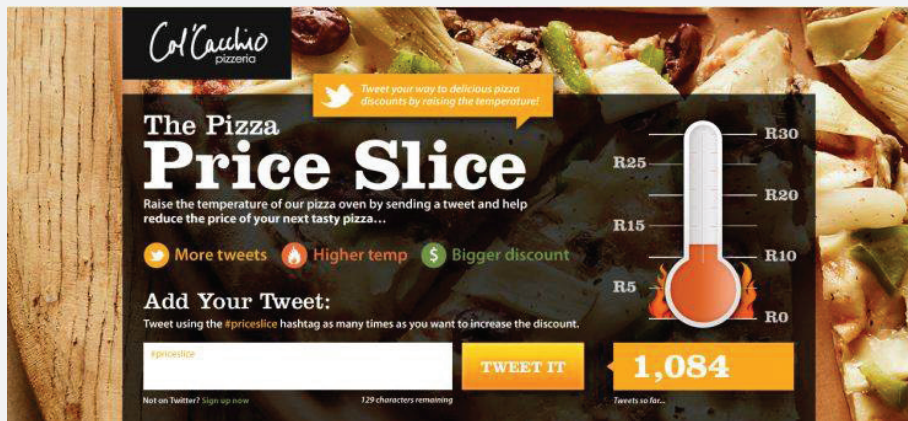 Col'Cacchio
pizzeria
Tweet your way to delicious pizza
discounts by raising the temperature!
The Pizza
Price Slice
Raise the temperature of our pizza oven by sending a tweet and help
reduce the price of your next tasty pizza...
More tweets
Higher temp
$ Bigger discount
R30
R25
R20
R15
R10
R5
R0
Add Your Tweet:
Tweet using the #priceslice hashtag as many times as you want to increase the discount.
#priceslice
TWEET IT
1,084
Not on Twitter? Sign up now
129 characters remaining
Tweets so far...